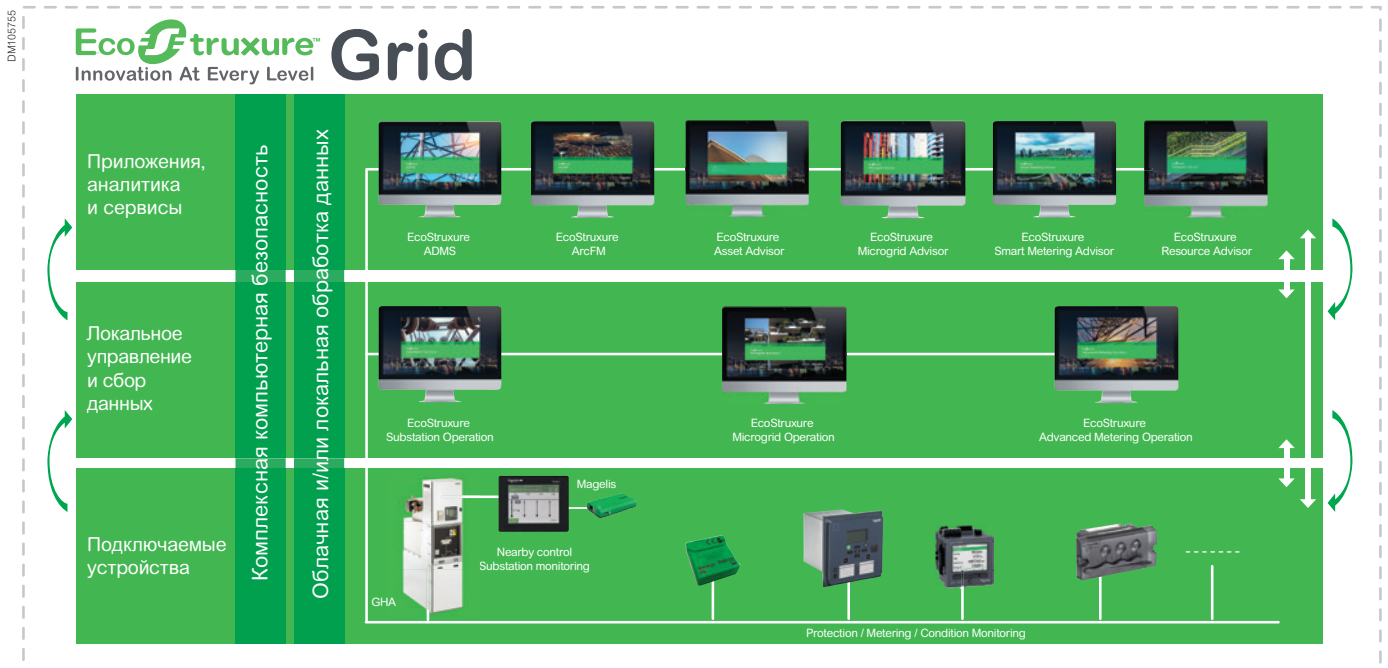 DM105755
EcoStruxure™ Grid
Innovation At Every Level
Приложения,
аналитика
и сервисы
Локальное
управление
и сбор
данных
Подключаемые
устройства
Комплексная компьютерная безопасность
Облачная и/или локальная обработка данных
EcoStruxure
ADMS
EcoStruxure
ArcFM
EcoStruxure
Asset Advisor
EcoStruxure
Microgrid Advisor
EcoStruxure
Smart Metering Advisor
EcoStruxure
Resource Advisor
EcoStruxure
Substation Operation
EcoStruxure
Microgrid Operation
EcoStruxure
Advanced Metering Operation
Magelis
Nearby control
Substation monitoring
GHA
Protection / Metering / Condition Monitoring